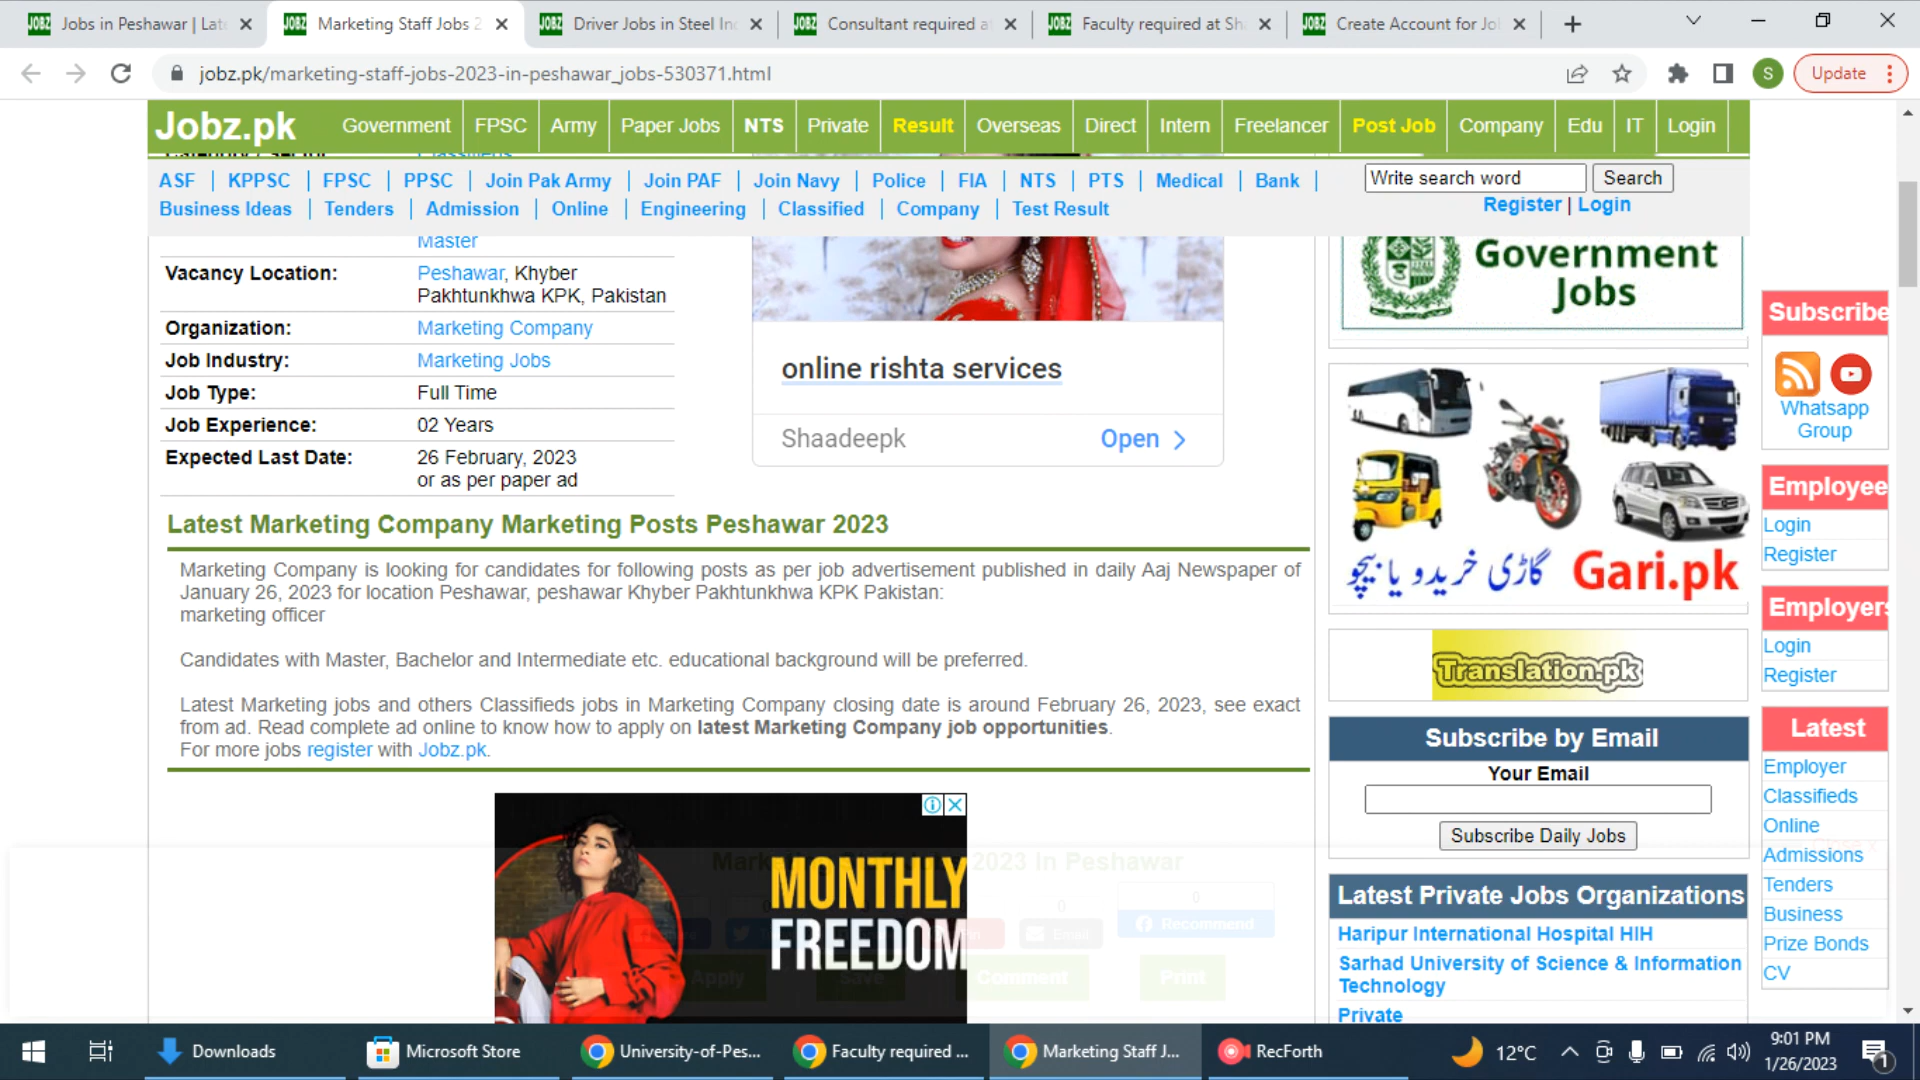 Jobs in Peshawar | Lat
Marketing Staff Jobs 2
Driver Jobs in Steel In
Consultant required a
Faculty required at Sh
Create Account for Jo
jobz.pk/marketing-staff-jobs-2023-in-peshawar_jobs-530371.html
S
Update
Jobz.pk
Government FPSC Army Paper Jobs NTS Private Result Overseas Direct Intern Freelancer Post Job Company Edu IT Login
ASF | KPPSC | FPSC | PPSC | Join Pak Army | Join PAF | Join Navy | Police | FIA | NTS | PTS | Medical | Bank |
Business Ideas | Tenders | Admission | Online | Engineering | Classified | Company | Test Result
Write search word Search
Register | Login
Master
Vacancy Location: Peshawar, Khyber
Pakhtunkhwa KPK, Pakistan
Organization: Marketing Company
Job Industry: Marketing Jobs
Job Type: Full Time
Job Experience: 02 Years
Expected Last Date: 26 February, 2023
or as per paper ad
online rishta services
Shaadeepk Open
Latest Marketing Company Marketing Posts Peshawar 2023
Marketing Company is looking for candidates for following posts as per job advertisement published in daily Aaj Newspaper of
January 26, 2023 for location Peshawar, peshawar Khyber Pakhtunkhwa KPK Pakistan:
marketing officer
Candidates with Master, Bachelor and Intermediate etc. educational background will be preferred.
Latest Marketing jobs and others Classifieds jobs in Marketing Company closing date is around February 26, 2023, see exact
from ad. Read complete ad online to know how to apply on latest Marketing Company job opportunities.
For more jobs register with Jobz.pk.
MONTHLY
FREEDOM
2023 In Peshawar
0
0
Recommend
Email
Apply Save Comment Print
Government
Jobs
گاڑی خریدو یا بیچو Gari.pk
Translation.pk
Subscribe by Email
Your Email
Subscribe Daily Jobs
Latest Private Jobs Organizations
Haripur International Hospital HIH
Sarhad University of Science & Information
Technology
Private
Subscribe
Whatsapp
Group
Employee
Login
Register
Employers
Login
Register
Latest
Employer
Classifieds
Online
Admissions
Tenders
Business
Prize Bonds
CV
Downloads
Microsoft Store
University-of-Pes...
Faculty required ...
Marketing Staff J...
RecForth
12°C
9:01 PM
1/26/2023
1